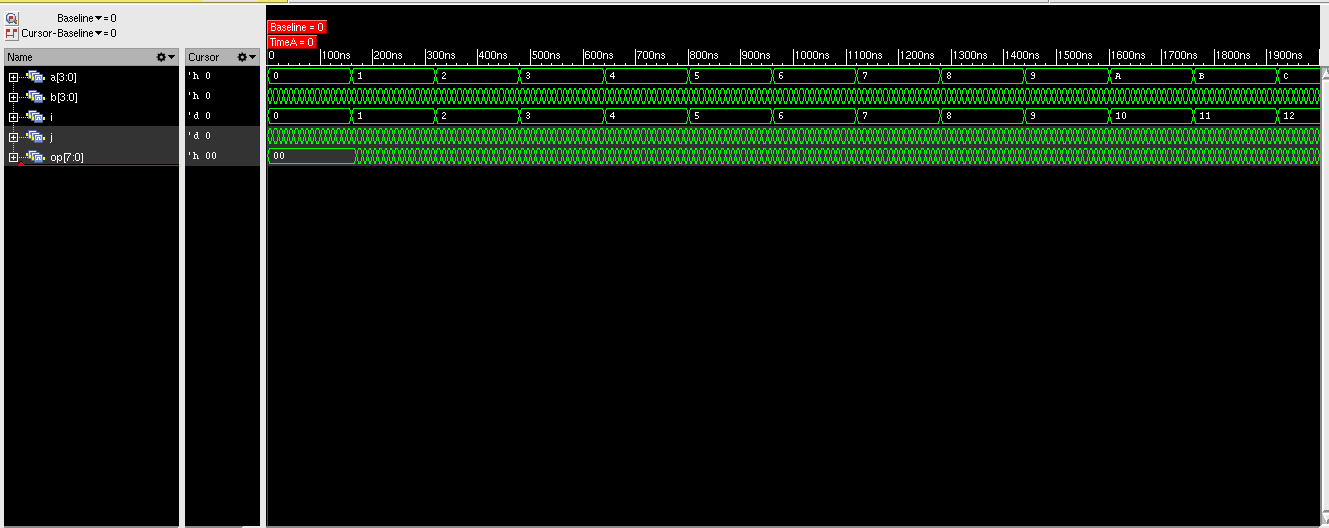 Baseline▼= 0
Cursor-Baseline▼= 0
Baseline = 0
TimeA = 0
Name Cursor 0 100ns 200ns 300ns 400ns 500ns 600ns 700ns 800ns 900ns 1000ns 1100ns 1200ns 1300ns 1400ns 1500ns 1600ns 1700ns 1800ns 1900ns
a[3:0] 'h 0 0 1 2 3 4 5 6 7 8 9 A B C
b[3:0] 'h 0
i 'd 0 0 1 2 3 4 5 6 7 8 9 10 11 12
j 'd 0
op[7:0] 'h 00 00